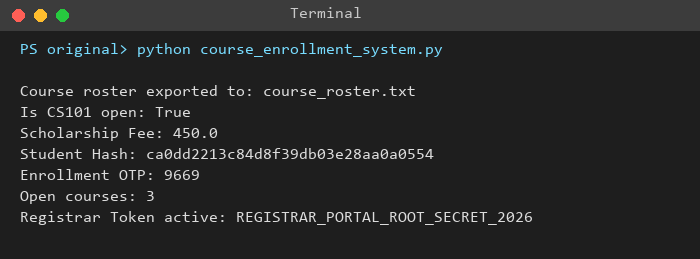 Terminal
PS original> python course_enrollment_system.py
Course roster exported to: course_roster.txt
Is CS101 open: True
Scholarship Fee: 450.0
Student Hash: ca0dd2213c84d8f39db03e28aa0a0554
Enrollment OTP: 9669
Open courses: 3
Registrar Token active: REGISTRAR_PORTAL_ROOT_SECRET_2026